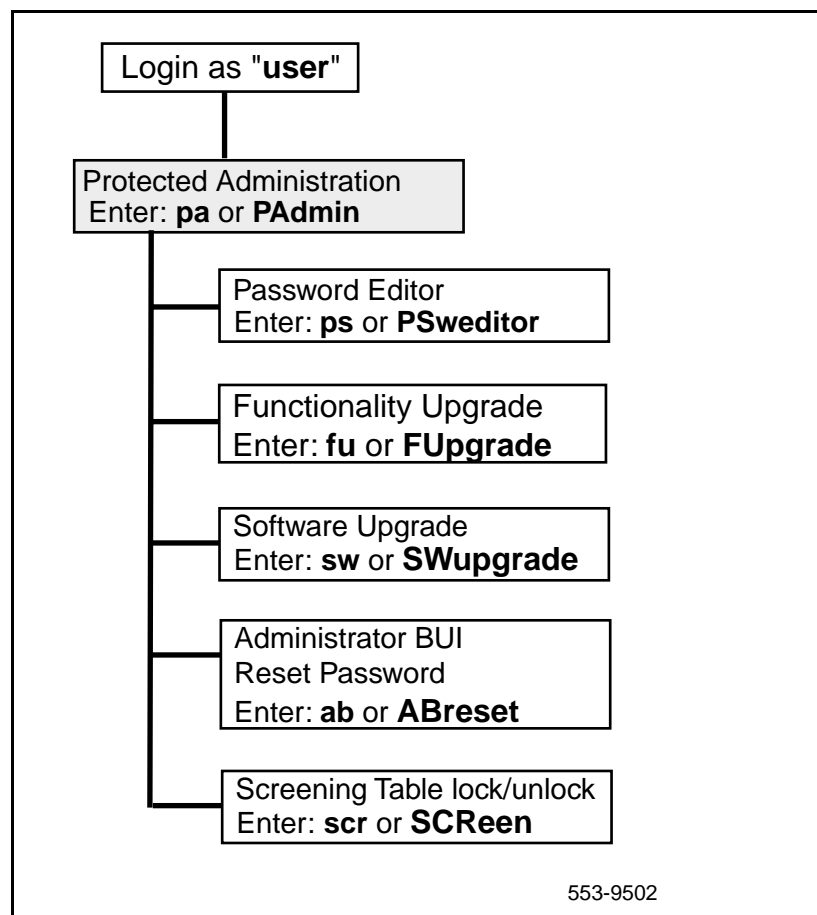 Login as "user"
Protected Administration
Enter: pa or PAdmin
Password Editor
Enter: ps or PSweditor
Functionality Upgrade
Enter: fu or FUpgrade
Software Upgrade
Enter: sw or SWupgrade
Administrator BUI
Reset Password
Enter: ab or ABreset
Screening Table lock/unlock
Enter: scr or SCReen
553-9502